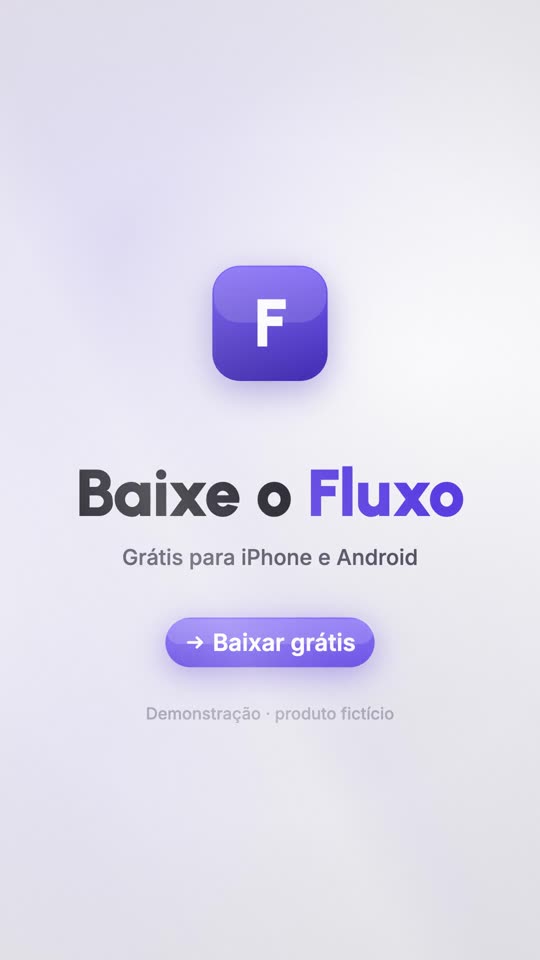 F
Baixe o Fluxo
Grátis para iPhone e Android
→ Baixar grátis
Demonstração · produto fictício